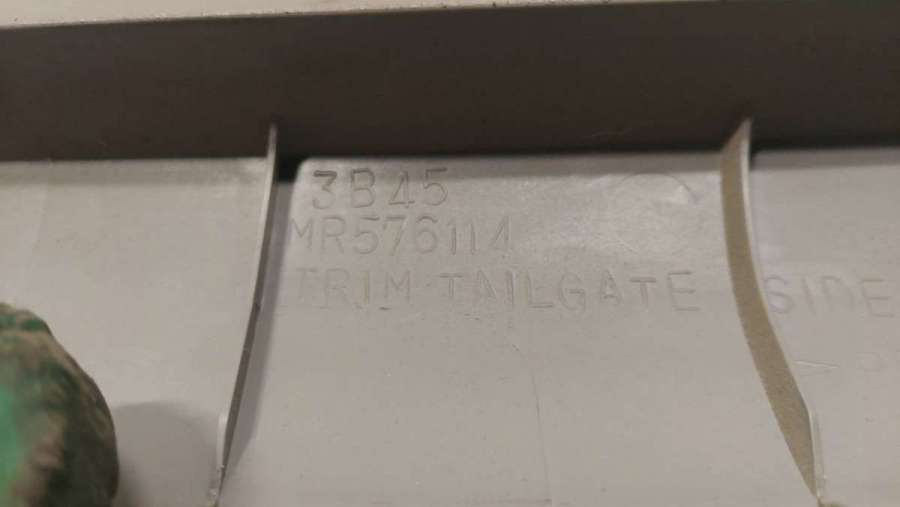 3B45
MR576114
TRIM TAILGATE SIDE